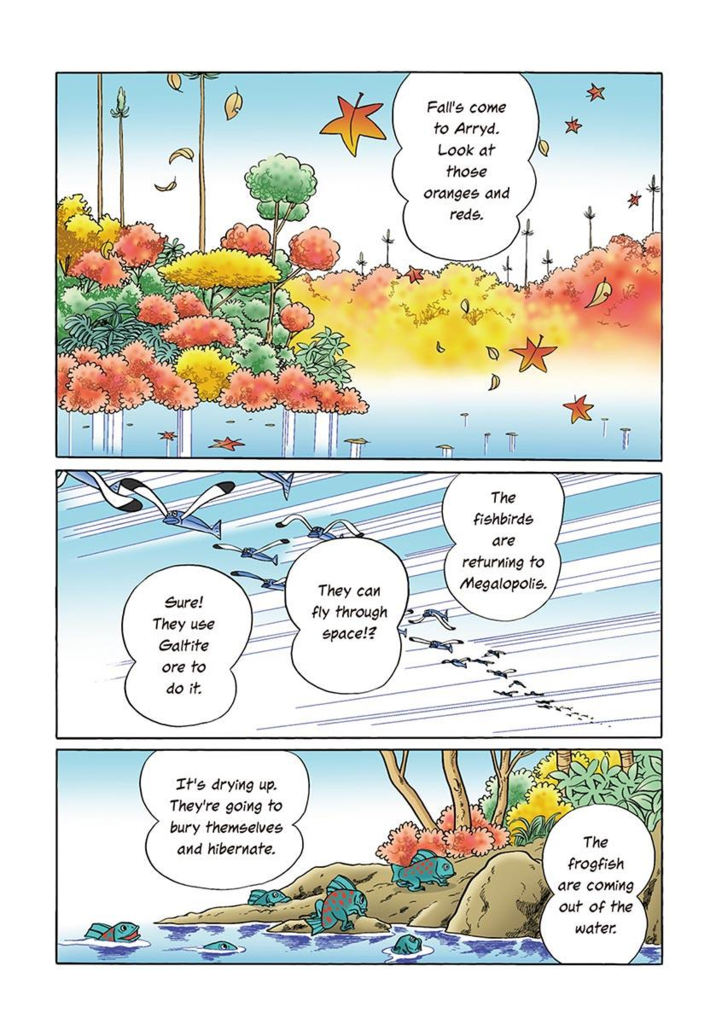 Fall's come
to Arryd.
Look at
those
oranges and
reds.
The
fishbirds
are
returning to
Megalopolis.
They can
fly through
space!?
Sure!
They use
Galtite
ore to
do it.
The
frogfish
are coming
out of the
water.
It's drying up.
They're going to
bury themselves
and hibernate.